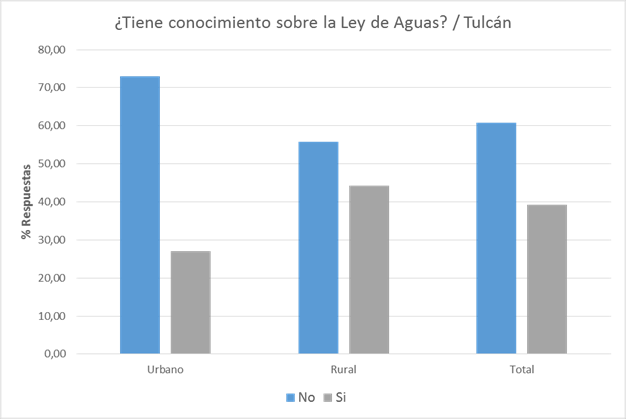 ¿Tiene conocimiento sobre la Ley de Aguas? / Tulcán
80,00
70,00
60,00
50,00
40,00
30,00
20,00
10,00
0,00
% Respuestas
Urbano
Rural
Total
No
Si